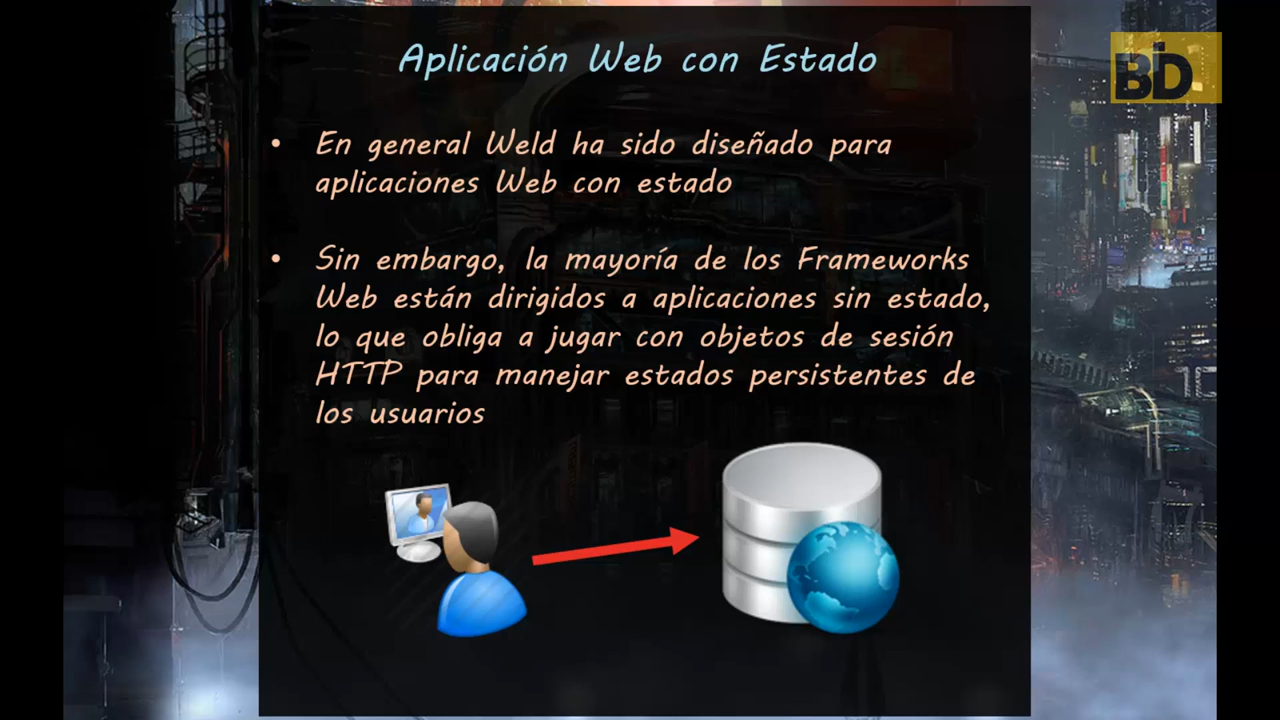 Aplicación Web con Estado
BiD
• En general Weld ha sido diseñado para
aplicaciones Web con estado
• Sin embargo, la mayoría de los Frameworks
Web están dirigidos a aplicaciones sin estado,
lo que obliga a jugar con objetos de sesión
HTTP para manejar estados persistentes de
los usuarios